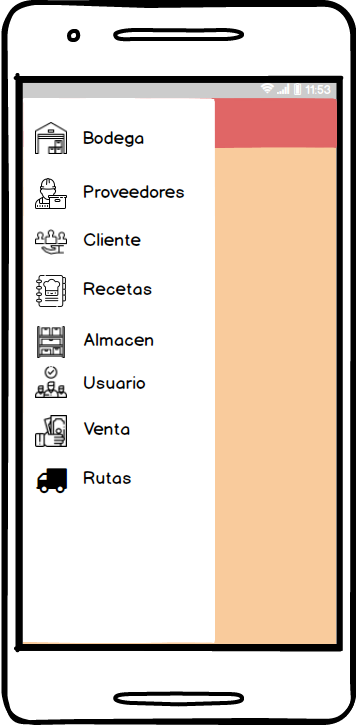 11:53
Bodega
Proveedores
Cliente
Recetas
Almacen
Usuario
Venta
Rutas